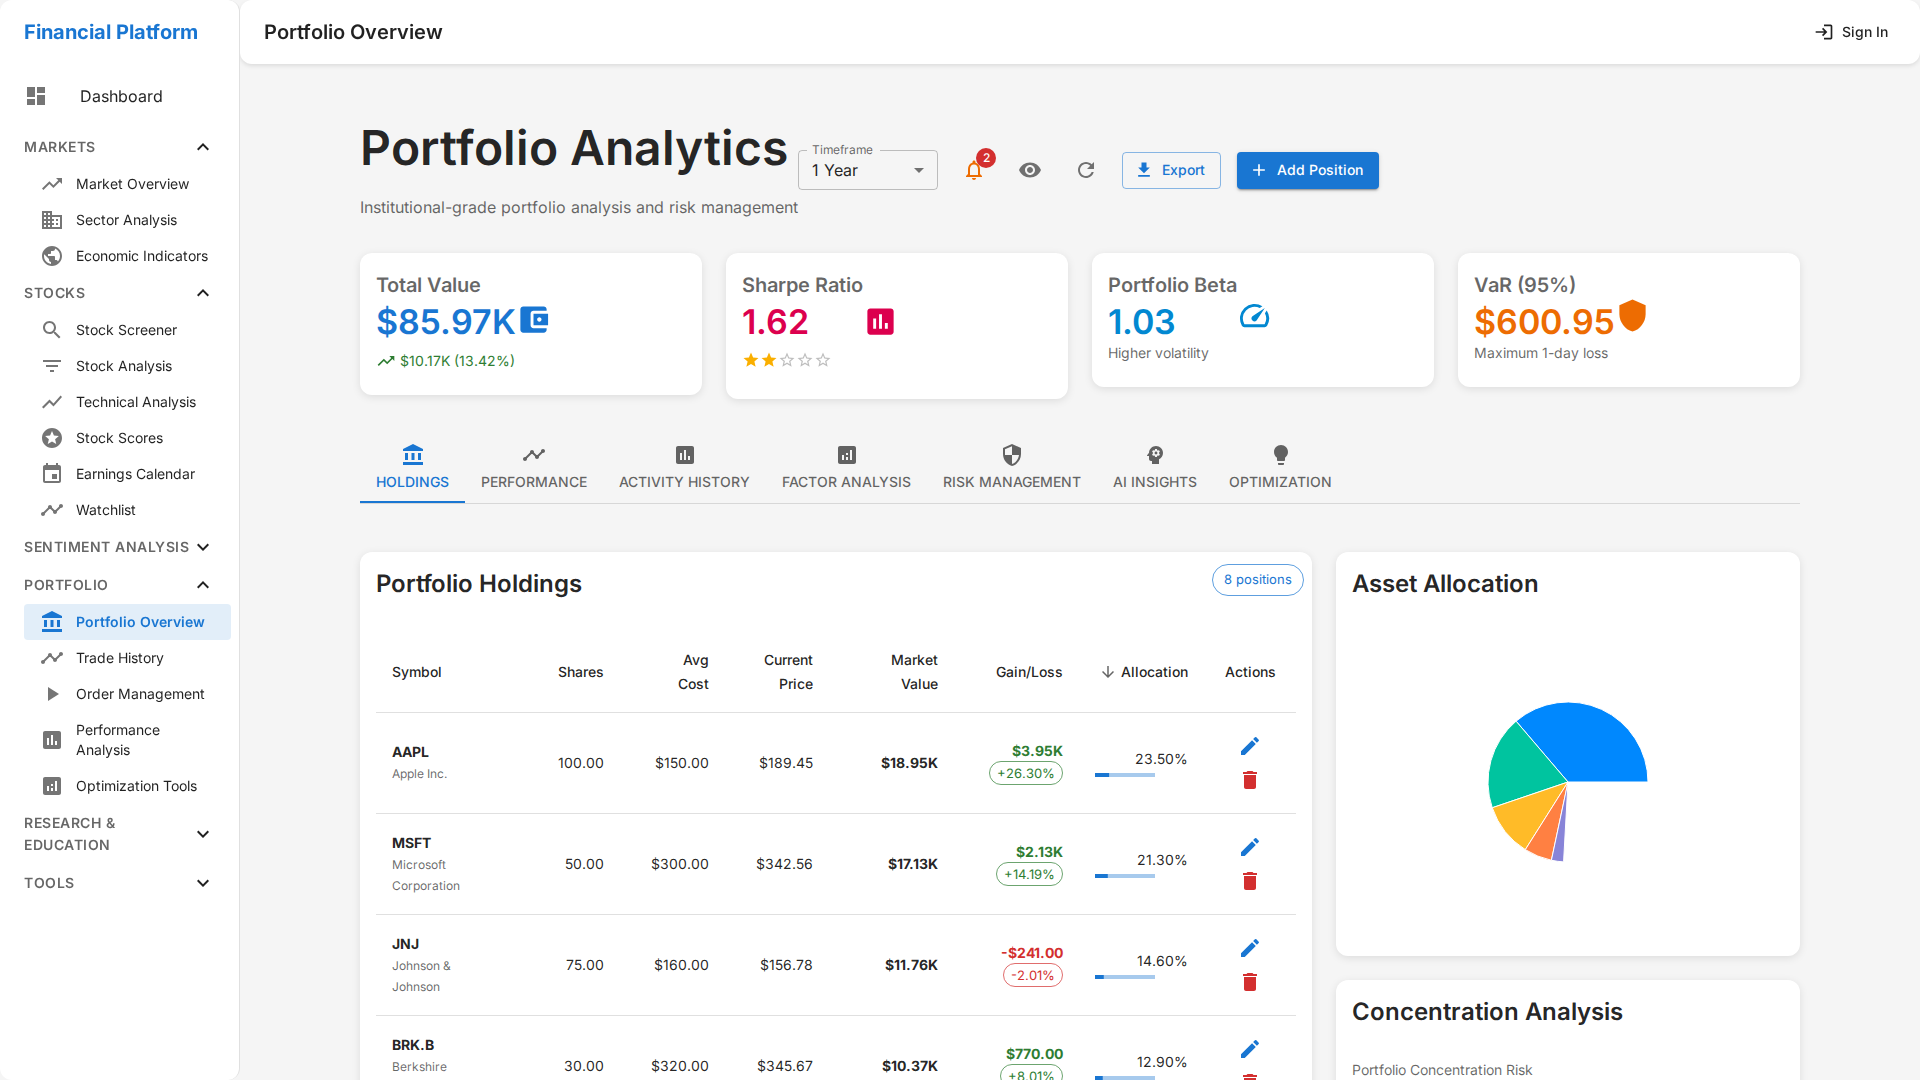 Financial Platform
Dashboard
MARKETS
Market Overview
Sector Analysis
Economic Indicators
STOCKS
Stock Screener
Stock Analysis
Technical Analysis
Stock Scores
Earnings Calendar
Watchlist
SENTIMENT ANALYSIS
PORTFOLIO
Portfolio Overview
Trade History
Order Management
Performance
Analysis
Optimization Tools
RESEARCH &
EDUCATION
TOOLS
Portfolio Overview
Sign In
Portfolio Analytics
Institutional-grade portfolio analysis and risk management
Timeframe
1 Year
2
Export
Add Position
Total Value
$85.97K
$10.17K (13.42%)
Sharpe Ratio
1.62
Portfolio Beta
1.03
Higher volatility
VaR (95%)
$600.95
Maximum 1-day loss
HOLDINGS
PERFORMANCE
ACTIVITY HISTORY
FACTOR ANALYSIS
RISK MANAGEMENT
AI INSIGHTS
OPTIMIZATION
Portfolio Holdings
8 positions
Symbol
Shares
Avg
Cost
Current
Price
Market
Value
Gain/Loss
Allocation
Actions
AAPL
Apple Inc.
100.00
$150.00
$189.45
$18.95K
$3.95K
+26.30%
23.50%
MSFT
Microsoft
Corporation
50.00
$300.00
$342.56
$17.13K
$2.13K
+14.19%
21.30%
JNJ
Johnson &
Johnson
75.00
$160.00
$156.78
$11.76K
-$241.00
-2.01%
14.60%
BRK.B
Berkshire
30.00
$320.00
$345.67
$10.37K
$770.00
+8.01%
12.90%
Asset Allocation
Concentration Analysis
Portfolio Concentration Risk